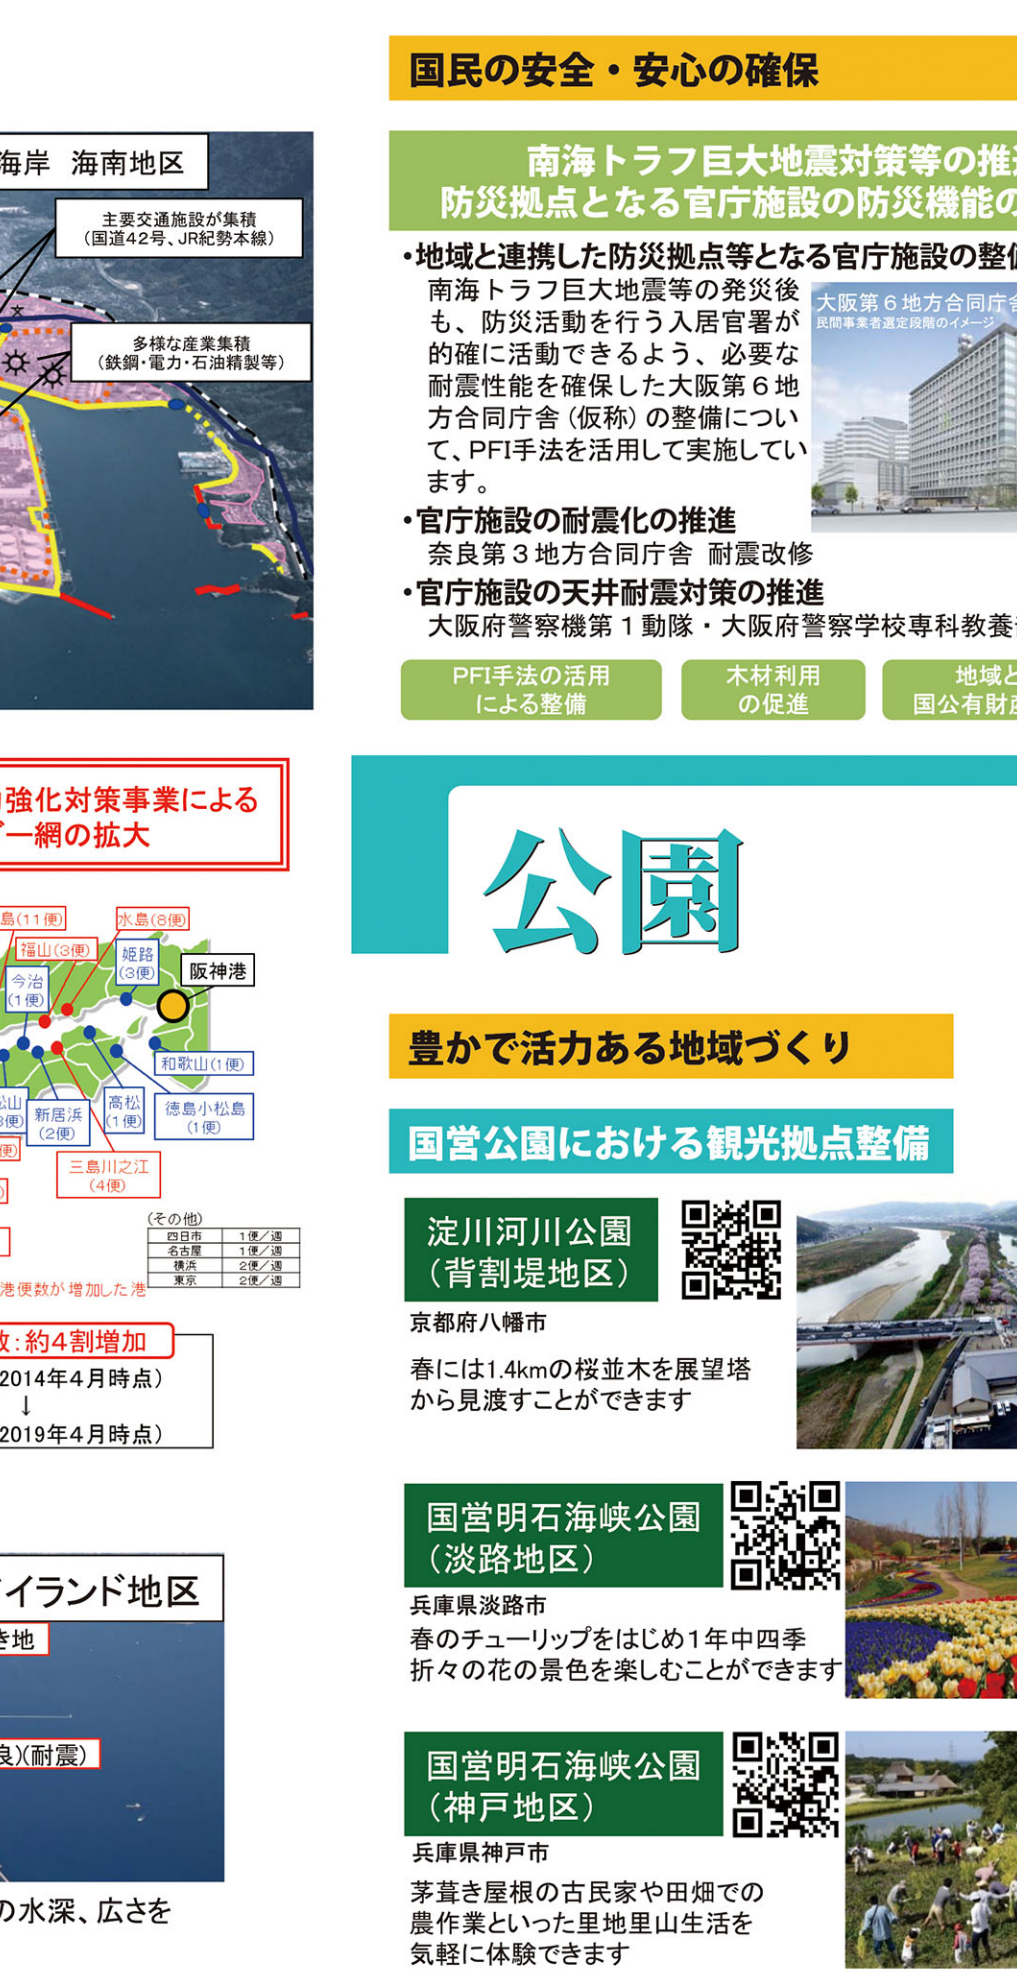 海岸 海南地区
主要交通施設が集積
（国道42号、JR紀勢本線）
多様な産業集積
（鉄鋼・電力・石油精製等）
強化対策事業による
ー網の拡大
島(11便)
水島(8便)
福山(3便)
姫路
(3便)
阪神港
今治
(1便)
和歌山(1便)
松山
便)
新居浜
(2便)
高松
(1便)
徳島小松島
(1便)
三島川之江
(4便)
(その他)
四日市 1便／週
名古屋 1便／週
横浜 2便／週
東京 2便／週
港便数が増加した港
数：約4割増加
2014年4月時点）
↓
2019年4月時点）
イランド地区
き地
良)(耐震)
の水深、広さを
国民の安全・安心の確保
南海トラフ巨大地震対策等の推
防災拠点となる官庁施設の防災機能の
・地域と連携した防災拠点等となる官庁施設の整
南海トラフ巨大地震等の発災後
も、防災活動を行う入居官署が
的確に活動できるよう、必要な
耐震性能を確保した大阪第６地
方合同庁舎（仮称）の整備につい
て、PFI手法を活用して実施してい
ます。
大阪第６地方合同庁舎
民間事業者選定段階のイメージ
・官庁施設の耐震化の推進
奈良第３地方合同庁舎 耐震改修
・官庁施設の天井耐震対策の推進
大阪府警察機第１動隊・大阪府警察学校専科教養
PFI手法の活用
による整備
木材利用
の促進
地域と
国公有財産
公園
豊かで活力ある地域づくり
国営公園における観光拠点整備
淀川河川公園
（背割堤地区）
京都府八幡市
春には1.4kmの桜並木を展望塔
から見渡すことができます
国営明石海峡公園
（淡路地区）
兵庫県淡路市
春のチューリップをはじめ１年中四季
折々の花の景色を楽しむことができます
国営明石海峡公園
（神戸地区）
兵庫県神戸市
茅葺き屋根の古民家や田畑での
農作業といった里地里山生活を
気軽に体験できます